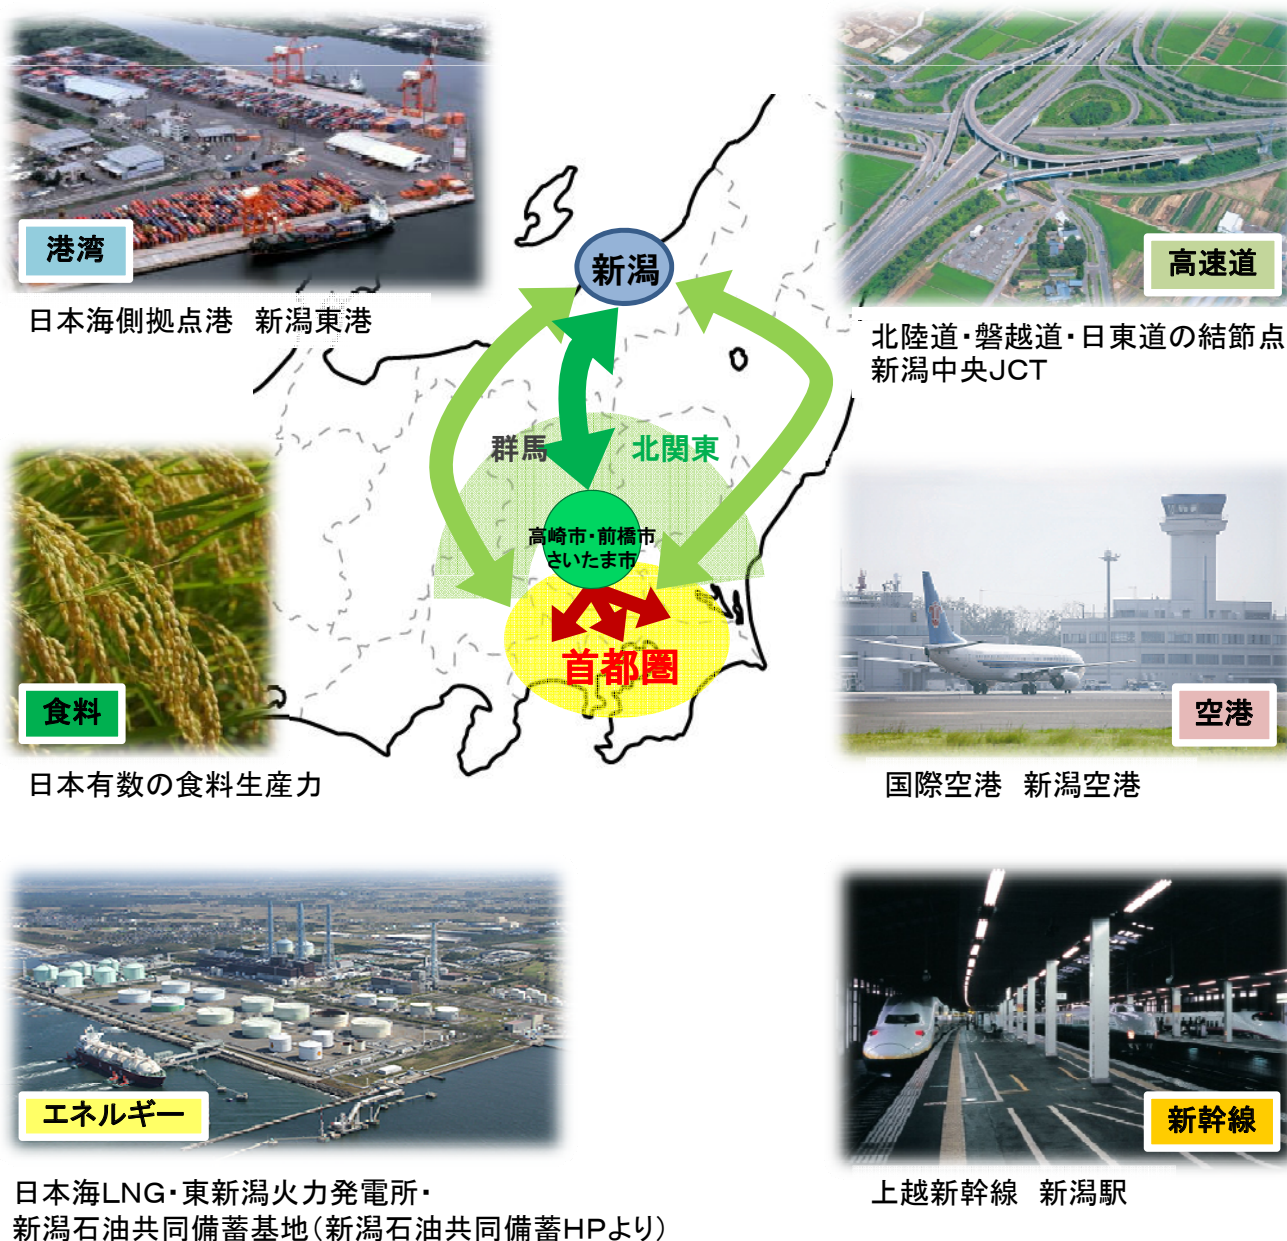 港湾
日本海側拠点港　新潟東港
高速道
北陸道・磐越道・日東道の結節点
新潟中央JCT
新潟
群馬
北関東
高崎市・前橋市
さいたま市
首都圏
食料
日本有数の食料生産力
空港
国際空港　新潟空港
エネルギー
日本海LNG・東新潟火力発電所・
新潟石油共同備蓄基地（新潟石油共同備蓄HPより）
新幹線
上越新幹線　新潟駅